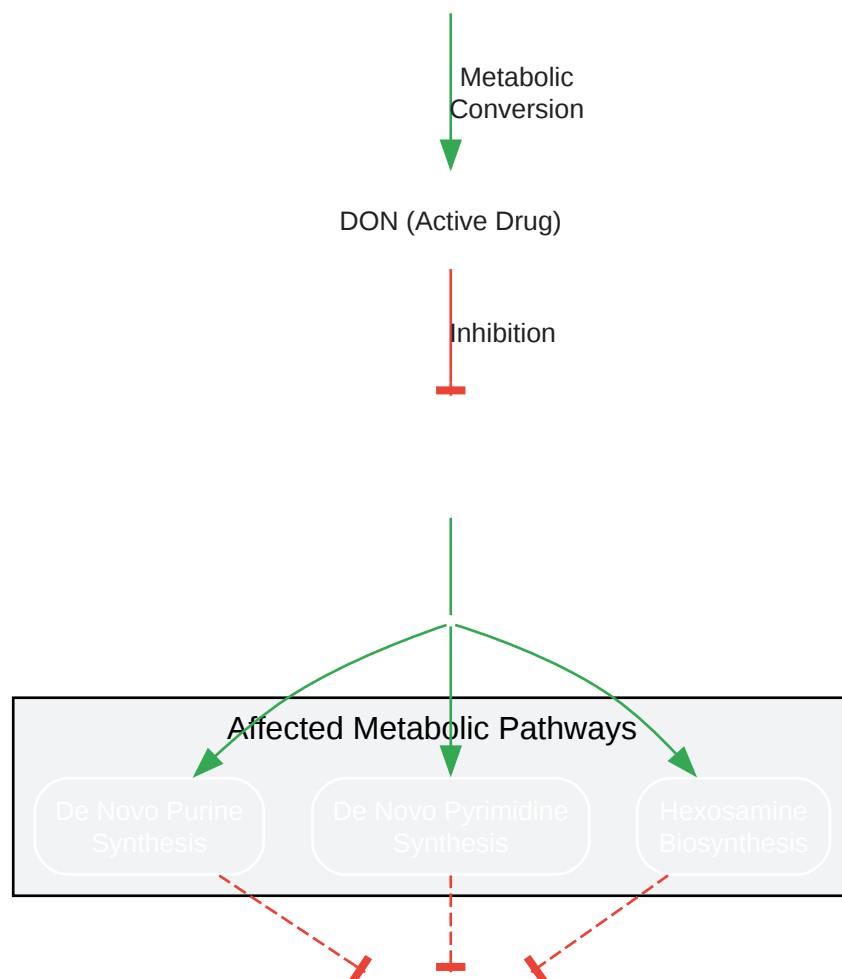 Metabolic
Conversion
DON (Active Drug)
Inhibition
Affected Metabolic Pathways
De Novo Purine
Synthesis
De Novo Pyrimidine
Synthesis
Hexosamine
Biosynthesis